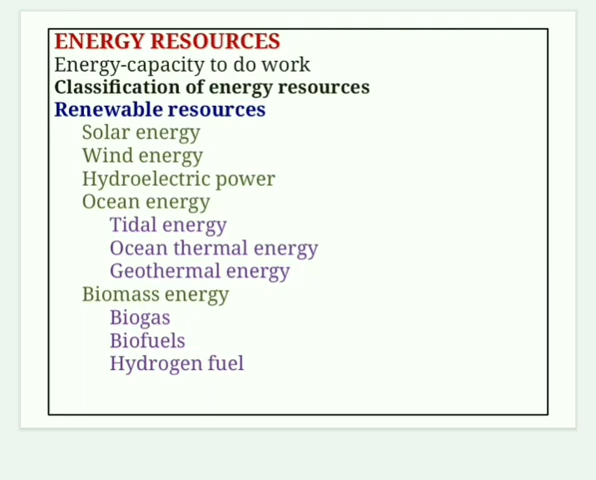 ENERGY RESOURCES
Energy-capacity to do work
Classification of energy resources
Renewable resources
Solar energy
Wind energy
Hydroelectric power
Ocean energy
Tidal energy
Ocean thermal energy
Geothermal energy
Biomass energy
Biogas
Biofuels
Hydrogen fuel